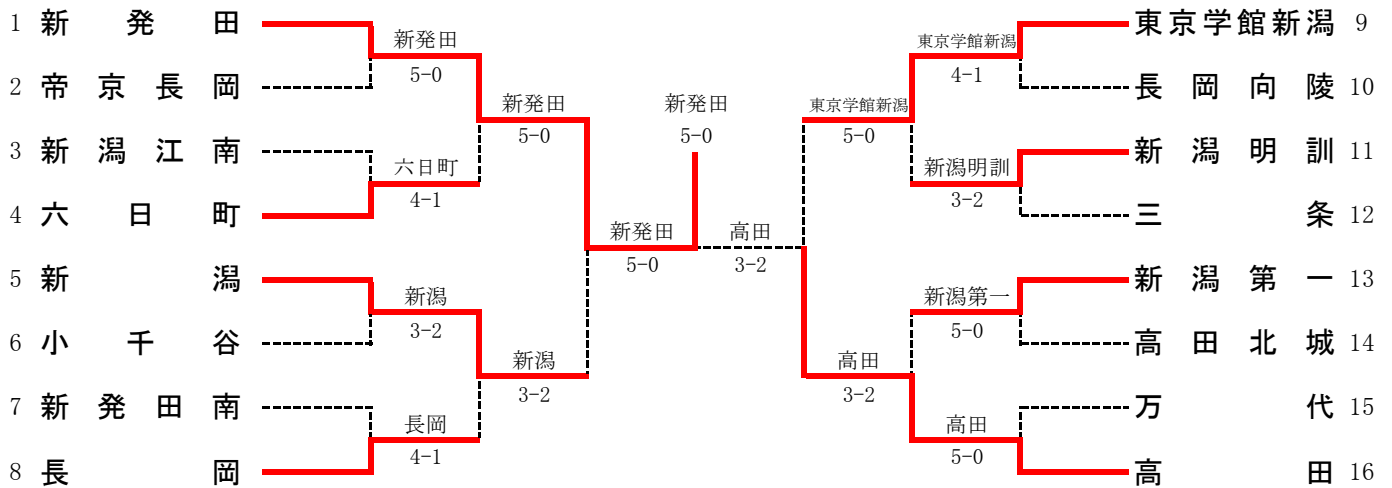 1 新発田
2 帝京長岡
3 新潟江南
4 六日町
5 新潟
6 小千谷
7 新発田南
8 長岡
新発田
5-0
六日町
4-1
新潟
3-2
長岡
4-1
新発田
5-0
新潟
3-2
新発田
5-0
新発田
5-0
高田
3-2
東京学館新潟
5-0
高田
3-2
東京学館新潟
4-1
新潟明訓
3-2
新潟第一
5-0
高田
5-0
東京学館新潟 9
長岡向陵 10
新潟明訓 11
三条 12
新潟第一 13
高田北城 14
万代 15
高田 16